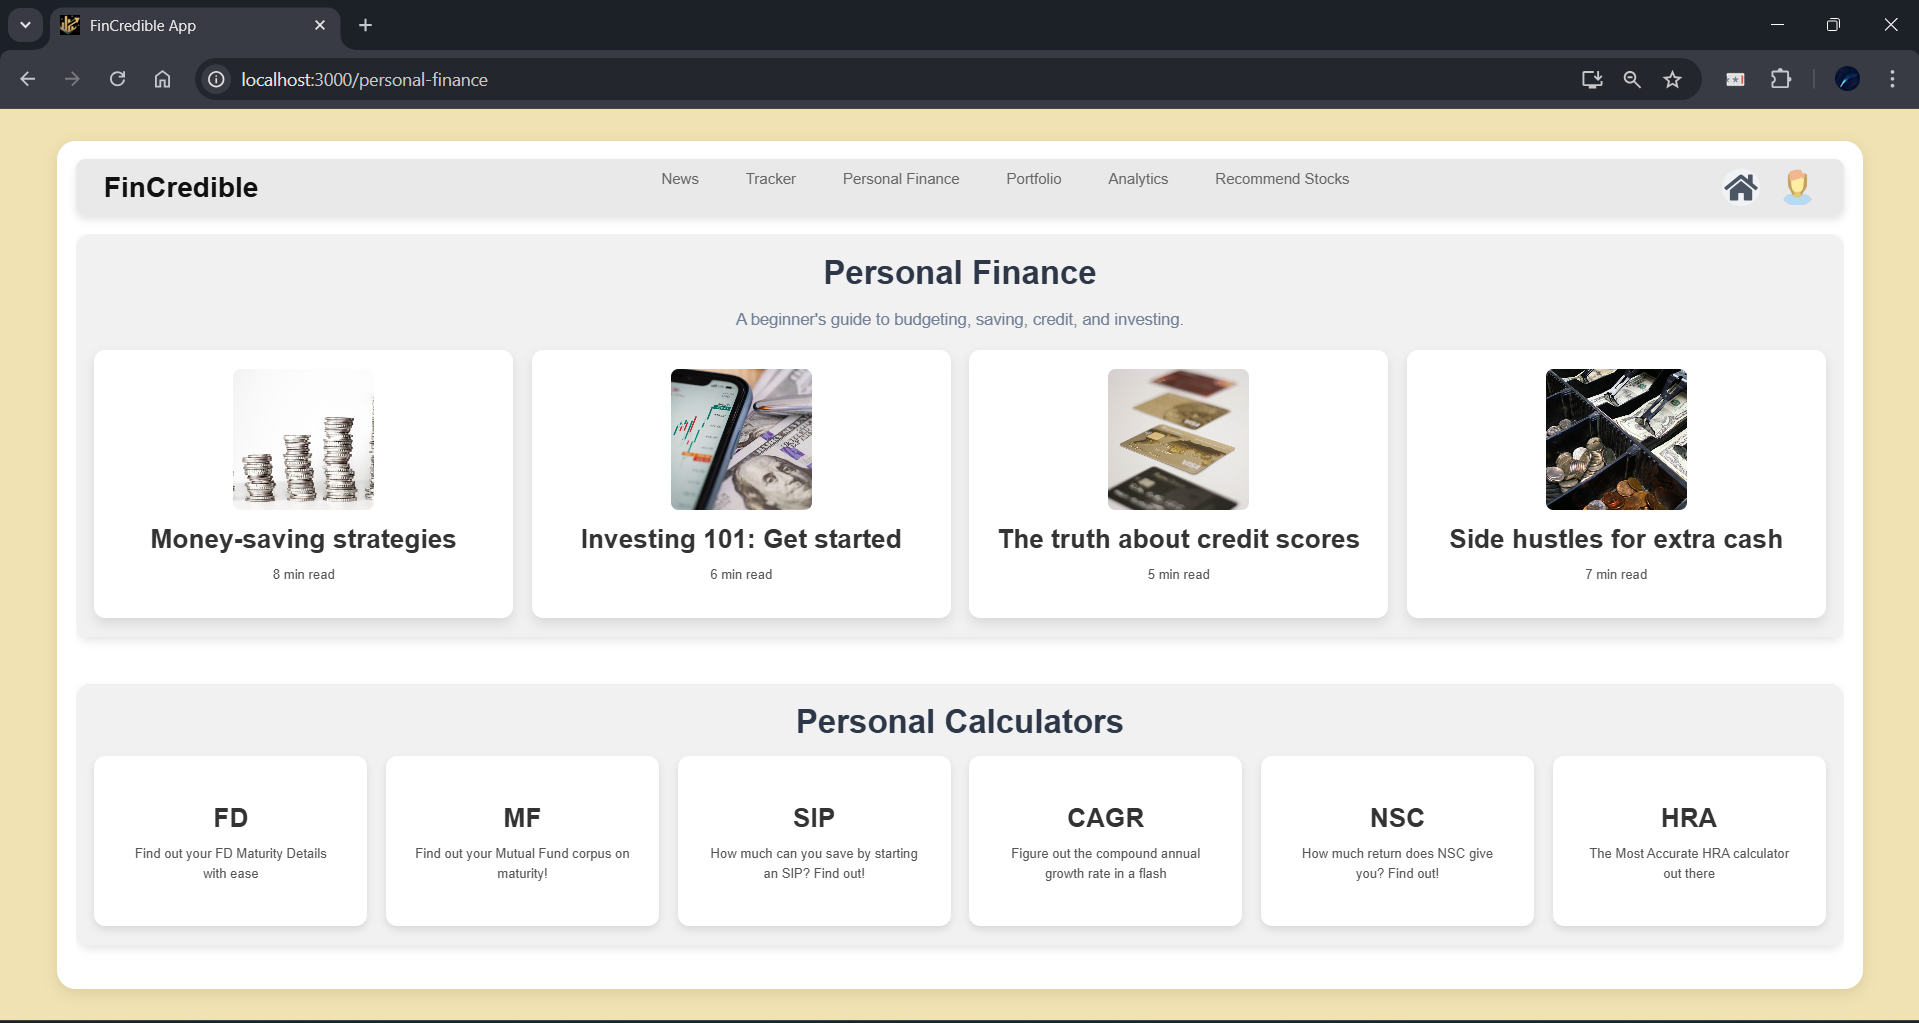 FinCredible App
localhost:3000/personal-finance
FinCredible
News Tracker Personal Finance Portfolio Analytics Recommend Stocks
Personal Finance
A beginner's guide to budgeting, saving, credit, and investing.
Money-saving strategies
8 min read
Investing 101: Get started
6 min read
The truth about credit scores
5 min read
Side hustles for extra cash
7 min read
Personal Calculators
FD
Find out your FD Maturity Details
with ease
MF
Find out your Mutual Fund corpus on
maturity!
SIP
How much can you save by starting
an SIP? Find out!
CAGR
Figure out the compound annual
growth rate in a flash
NSC
How much return does NSC give
you? Find out!
HRA
The Most Accurate HRA calculator
out there